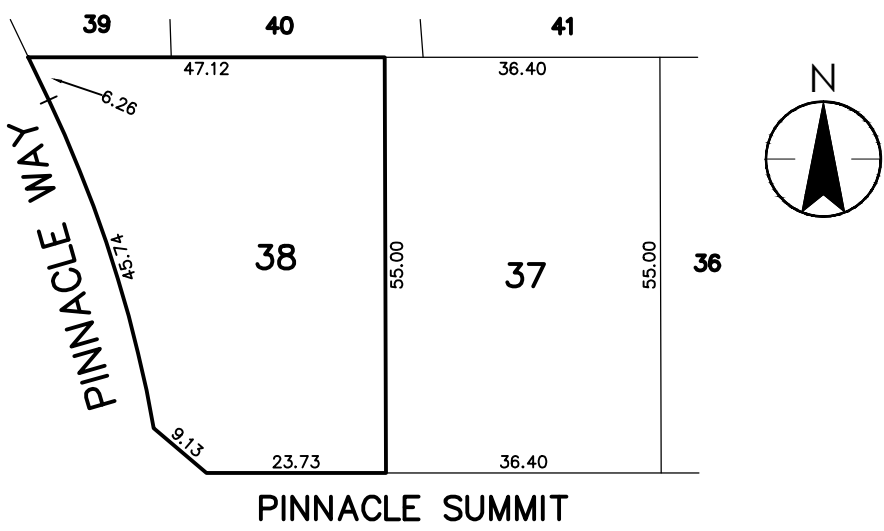 39 40 41
47.12 36.40
6.26
N
PINNACLE WAY
45.74
38
55.00
37
55.00
36
9.13
23.73 36.40
PINNACLE SUMMIT